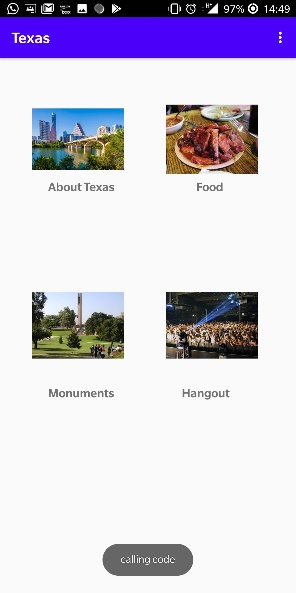 97% 14:49
Texas
About Texas Food
Monuments Hangout
calling code